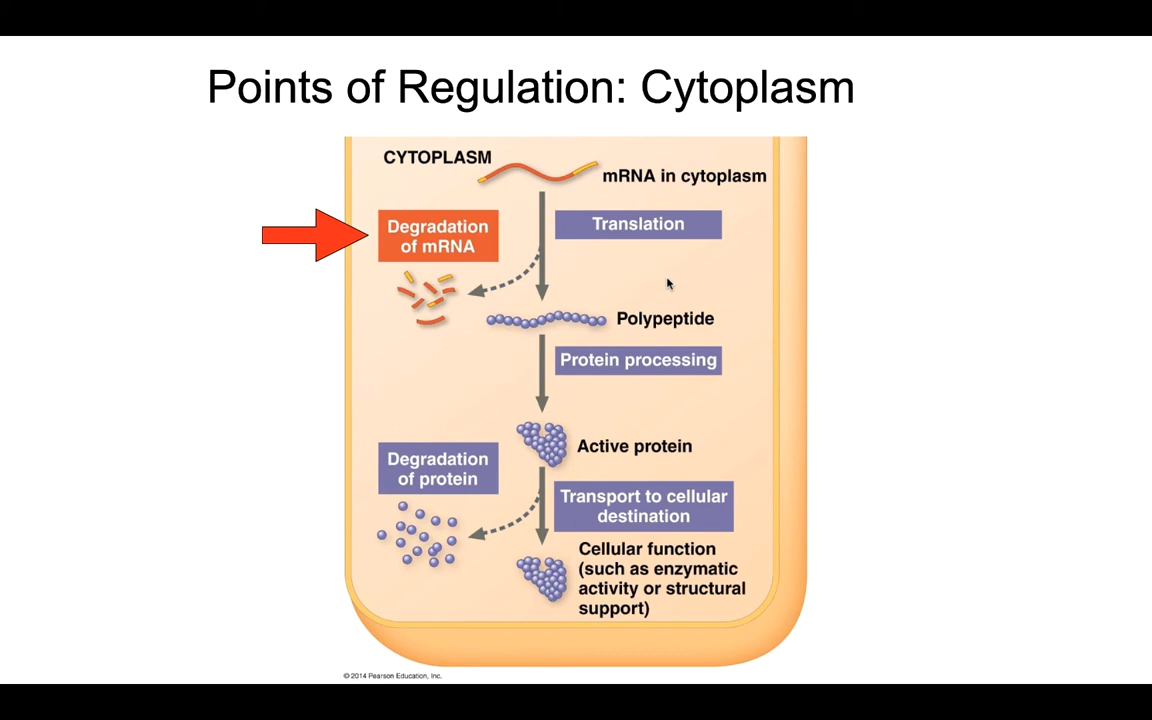 Points of Regulation: Cytoplasm
CYTOPLASM
mRNA in cytoplasm
Degradation
of mRNA
Translation
Polypeptide
Protein processing
Active protein
Degradation
of protein
Transport to cellular
destination
Cellular function
(such as enzymatic
activity or structural
support)
© 2014 Pearson Education, Inc.